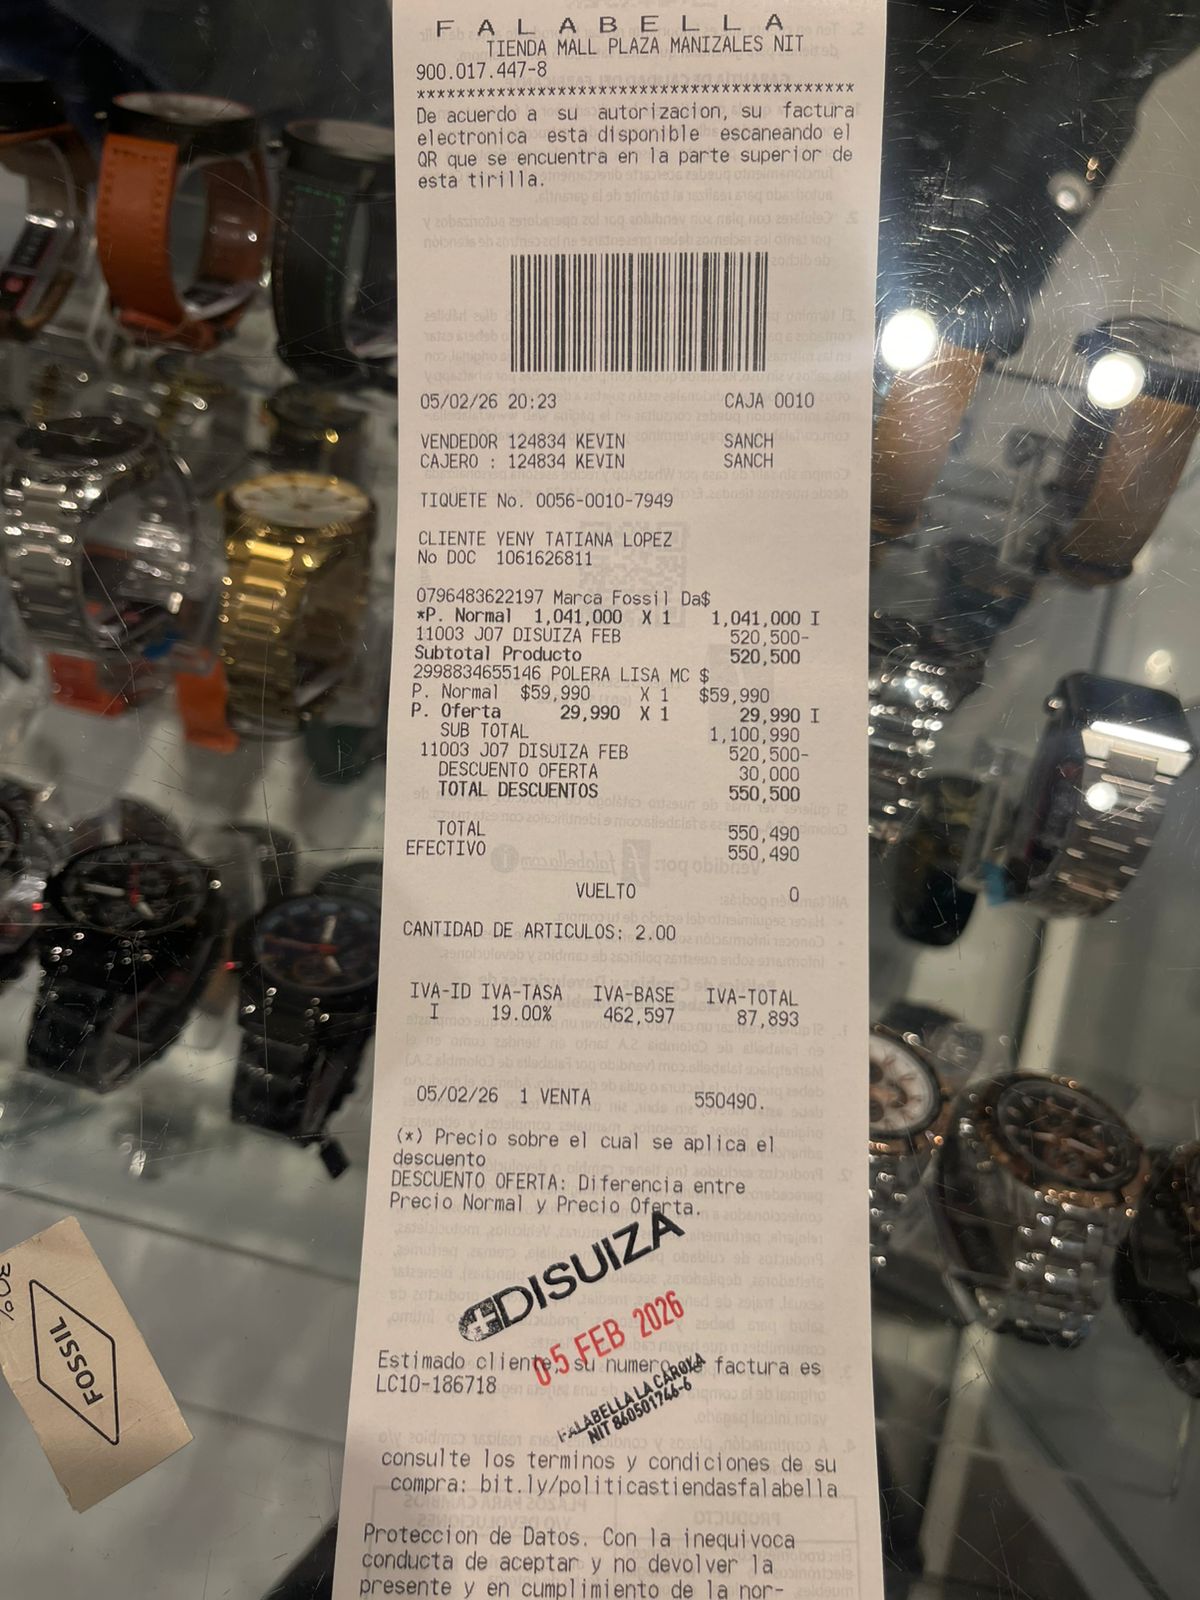 F A L A B E L L A
TIENDA MALL PLAZA MANIZALES NIT
900.017.447-8
*******************************************
De acuerdo a su autorizacion, su factura
electronica esta disponible escaneando el
QR que se encuentra en la parte superior de
esta tirilla.
05/02/26 20:23 CAJA 0010
VENDEDOR 124834 KEVIN SANCH
CAJERO : 124834 KEVIN SANCH
TIQUETE No. 0056-0010-7949
CLIENTE YENY TATIANA LOPEZ
No DOC 1061626811
0796483622197 Marca Fossil Da$
*P. Normal 1,041,000 X 1 1,041,000 I
11003 J07 DISUIZA FEB 520,500-
Subtotal Producto 520,500
2998834655146 POLERA LISA MC $
P. Normal $59,990 X 1 $59,990
P. Oferta 29,990 X 1 29,990 I
SUB TOTAL 1,100,990
11003 J07 DISUIZA FEB 520,500-
DESCUENTO OFERTA 30,000
TOTAL DESCUENTOS 550,500
TOTAL 550,490
EFECTIVO 550,490
VUELTO 0
CANTIDAD DE ARTICULOS: 2.00
IVA-ID IVA-TASA IVA-BASE IVA-TOTAL
I 19.00% 462,597 87,893
05/02/26 1 VENTA 550490.
(*) Precio sobre el cual se aplica el
descuento
DESCUENTO OFERTA: Diferencia entre
Precio Normal y Precio Oferta.
DISUIZA
05 FEB 2026
Estimado cliente, su numero de factura es
LC10-186718
FALABELLA LA CAROLA
NIT 860501746-6
consulte los terminos y condiciones de su
compra: bit.ly/politicastiendasfalabella
Proteccion de Datos. Con la inequivoca
conducta de aceptar y no devolver la
presente y en cumplimiento de la nor-
30%
FOSSIL